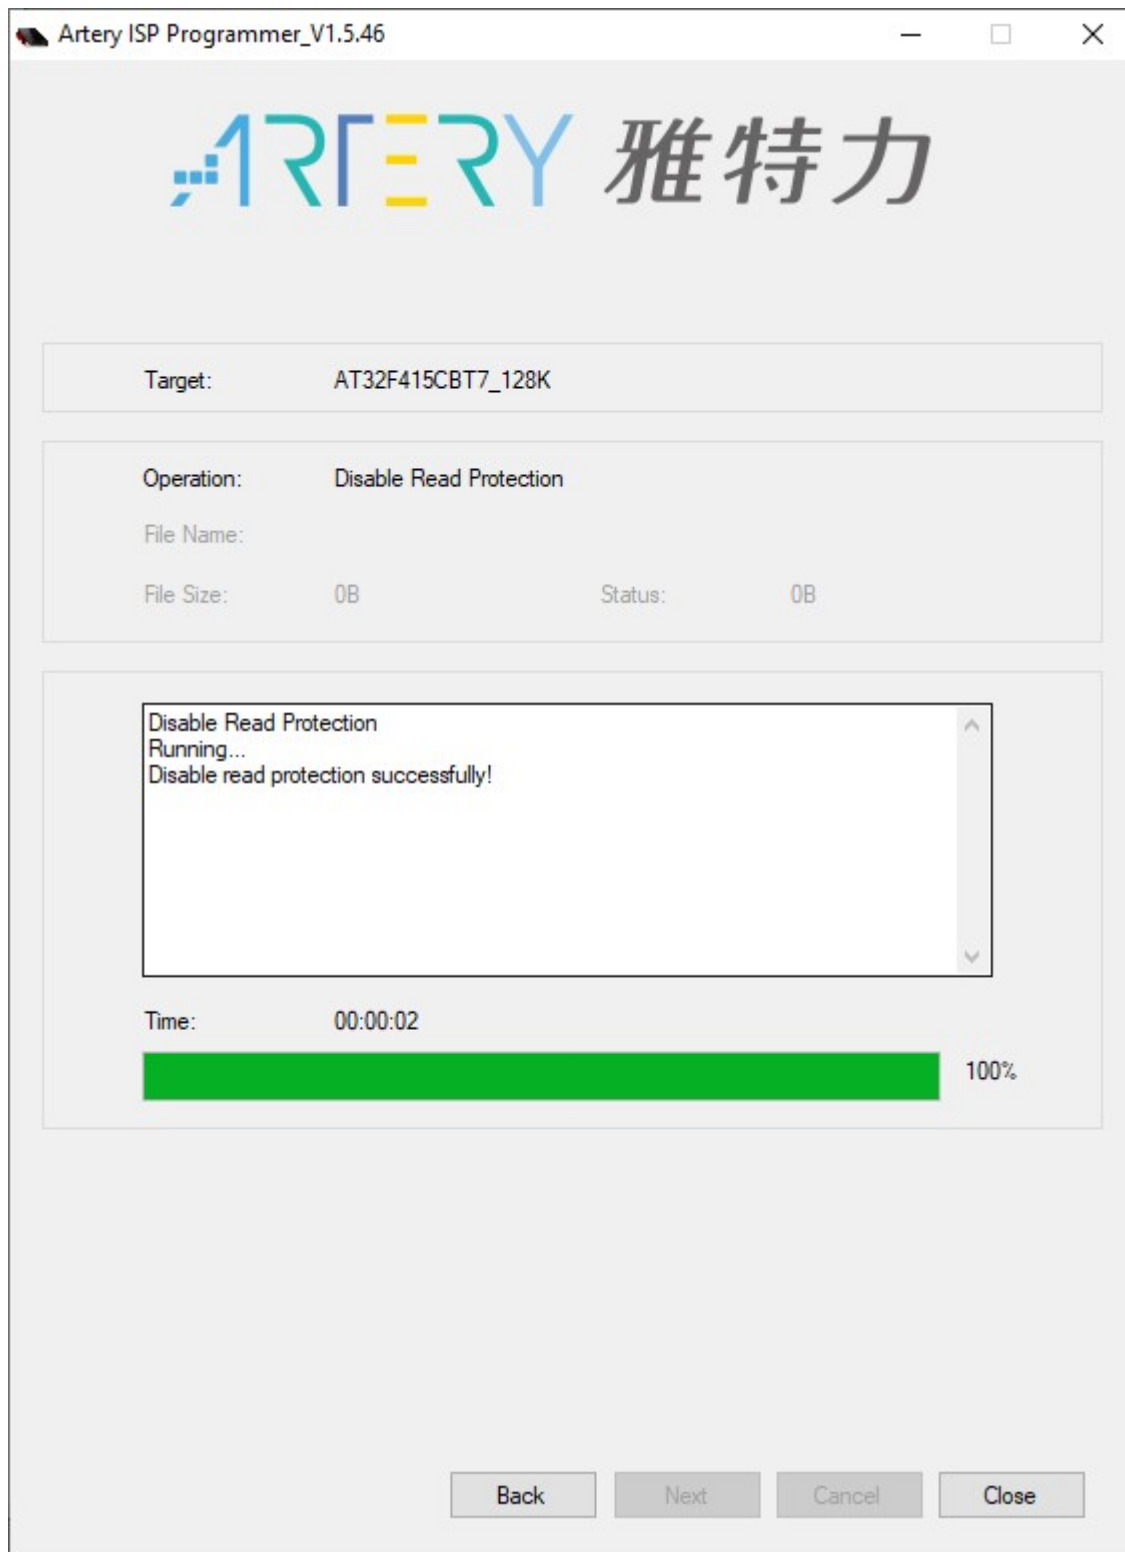 Artery ISP Programmer_V1.5.46
ARTERY 雅特力
Target: AT32F415CBT7_128K
Operation: Disable Read Protection
File Name:
File Size: 0B Status: 0B
Disable Read Protection
Running...
Disable read protection successfully!
Time: 00:00:02
100%
Back Next Cancel Close